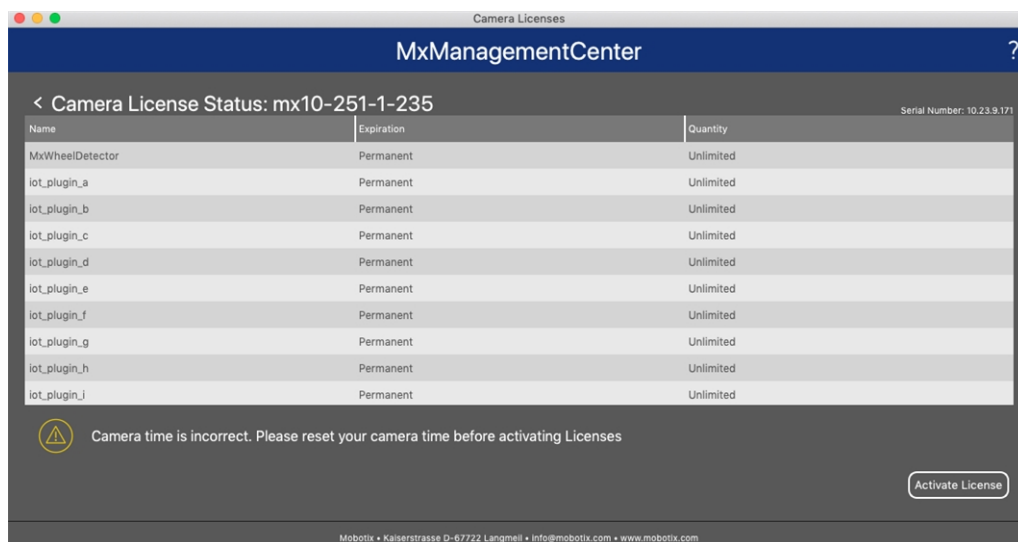 Camera Licenses
MxManagementCenter
?
< Camera License Status: mx10-251-1-235
Serial Number: 10.23.9.171
Name Expiration Quantity
MxWheelDetector Permanent Unlimited
iot_plugin_a Permanent Unlimited
iot_plugin_b Permanent Unlimited
iot_plugin_c Permanent Unlimited
iot_plugin_d Permanent Unlimited
iot_plugin_e Permanent Unlimited
iot_plugin_f Permanent Unlimited
iot_plugin_g Permanent Unlimited
iot_plugin_h Permanent Unlimited
iot_plugin_i Permanent Unlimited
Camera time is incorrect. Please reset your camera time before activating Licenses
Activate License
Mobotix • Kaiserstrasse D-67722 Langmeil • info@mobotix.com • www.mobotix.com